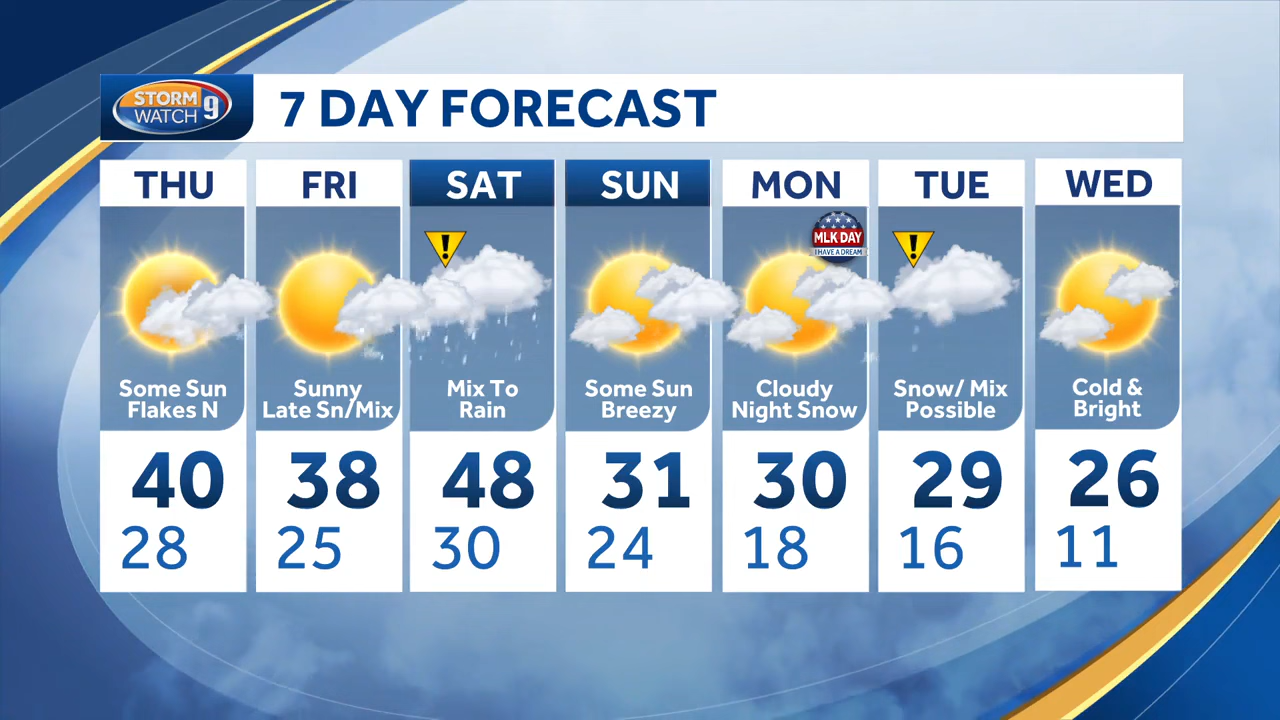 STORM
WATCH 9
7 DAY FORECAST
THU
FRI
SAT
SUN
MON
TUE
WED
!
MLK DAY
I HAVE A DREAM
!
Some Sun
Flakes N
Sunny
Late Sn/Mix
Mix To
Rain
Some Sun
Breezy
Cloudy
Night Snow
Snow/ Mix
Possible
Cold &
Bright
40
38
48
31
30
29
26
28
25
30
24
18
16
11